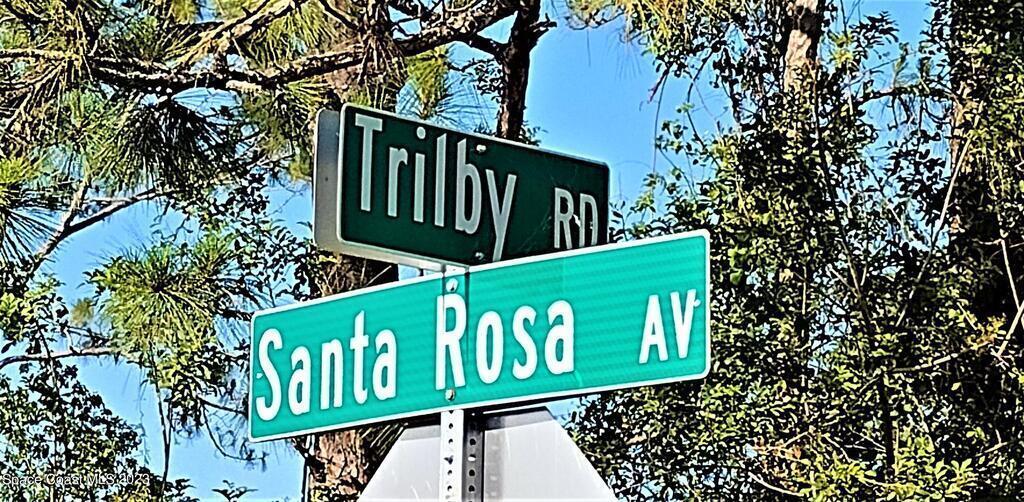 Trilby RD
Santa Rosa AV
Space Coast MLS 2023